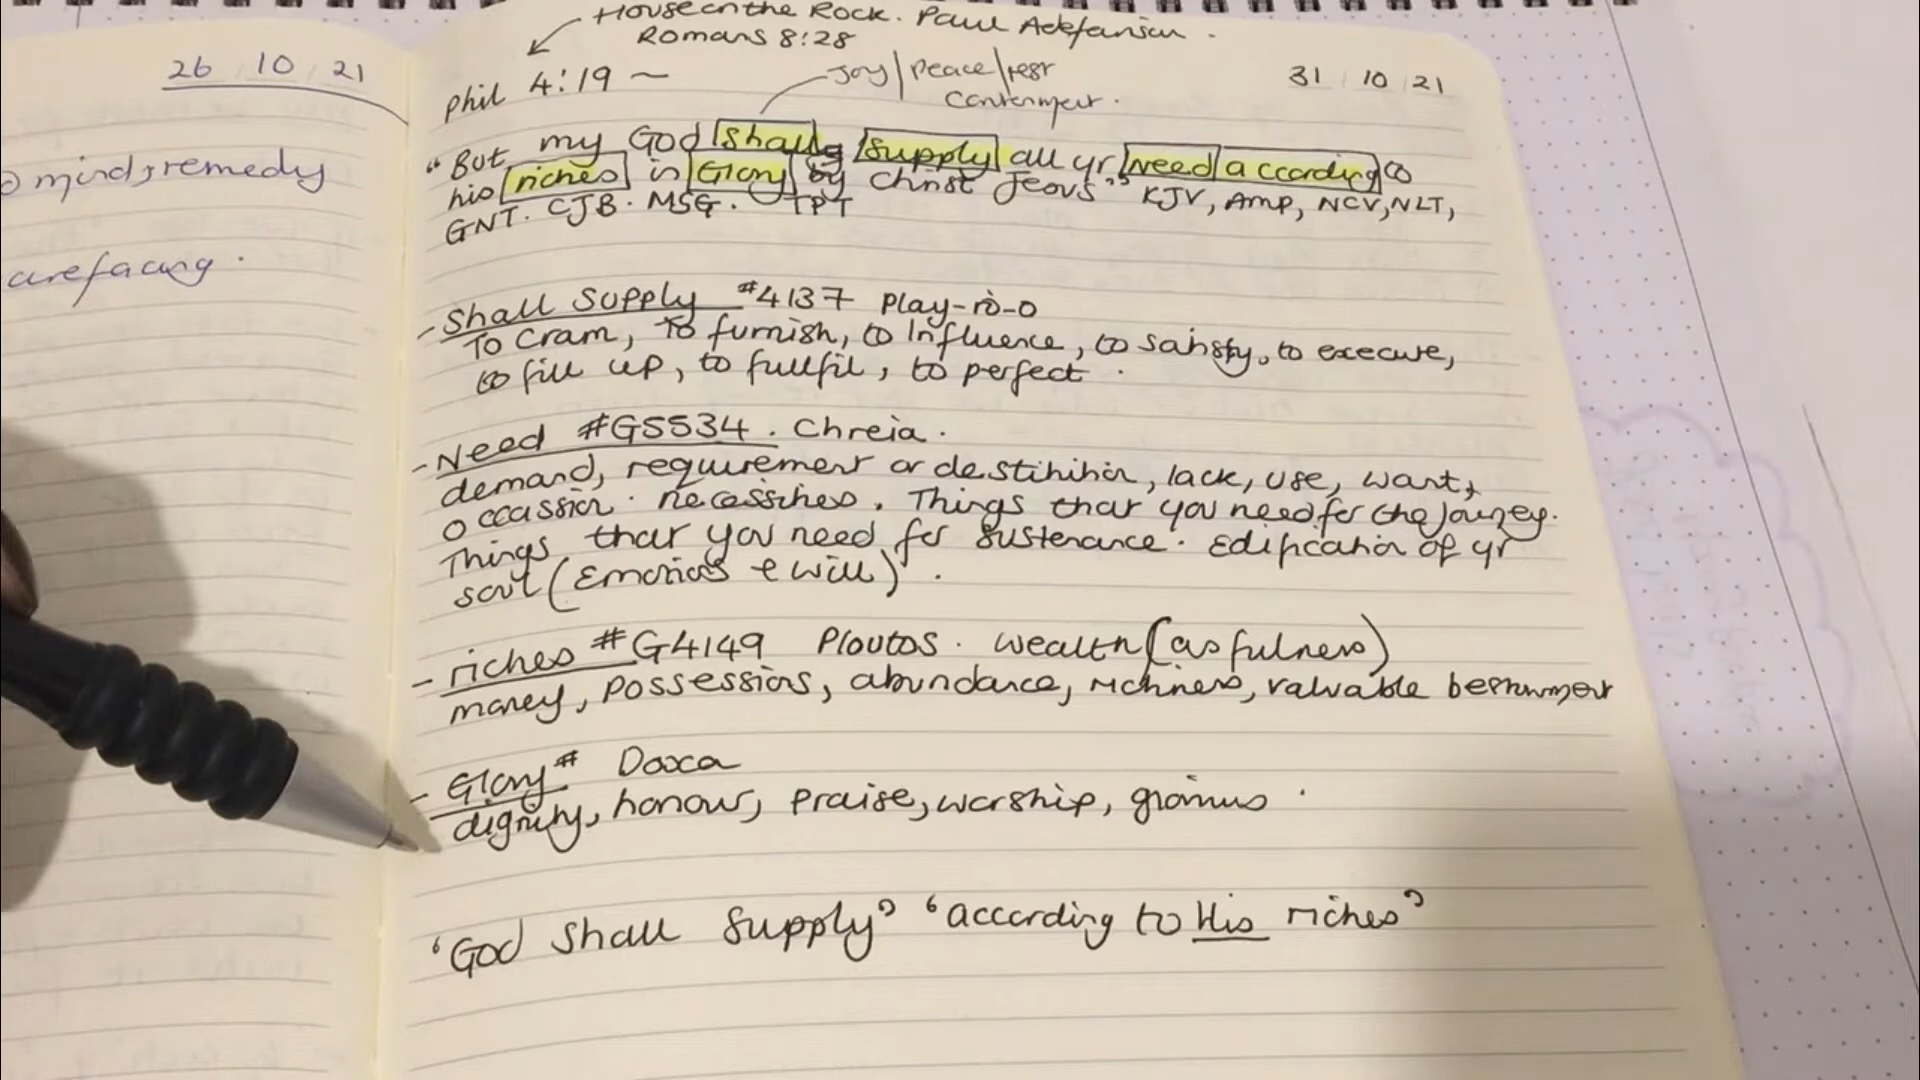 26 10 21
mind; remedy
are facing.
House on the Rock. Paul Adefarasin.
Romans 8:28
Phil 4:19 ~
Joy/Peace/rest
Contentment.
31 10 21
"But my God shall supply all yr need according to
his riches in Glory by Christ Jesus" KJV, AMP, NCV, NLT,
GNT. CJB. MSG. TPT
- Shall Supply #4137 Play-rò-o
To cram, To furnish, to Influence, to satisfy, to execute,
to fill up, to fullfil, to perfect.
- Need #G5534. Chreia.
demand, requirement or destitition, lack, use, want,
occassion. necessities. Things that you need for the Journey.
Things that you need for sustenance. Edification of yr
soul (Emotions & will).
- riches #G4149 Ploutos. wealth (as fulness)
money, possessions, abundance, richness, valuable bestowment
- Glory # Doxa
dignity, honour, praise, worship,
'God Shall Supply' 'according to His riches'